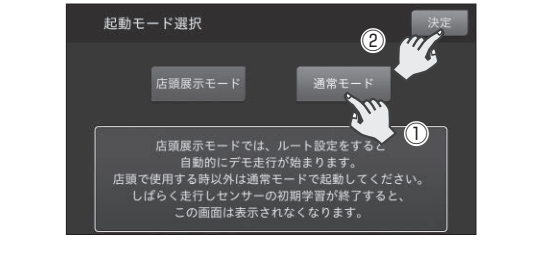 起動モード選択
決定
②
店頭展示モード
通常モード
①
店頭展示モードでは、ルート設定をすると
自動的にデモ走行が始まります。
店頭で使用する時以外は通常モードで起動してください。
しばらく走行しセンサーの初期学習が終了すると、
この画面は表示されなくなります。